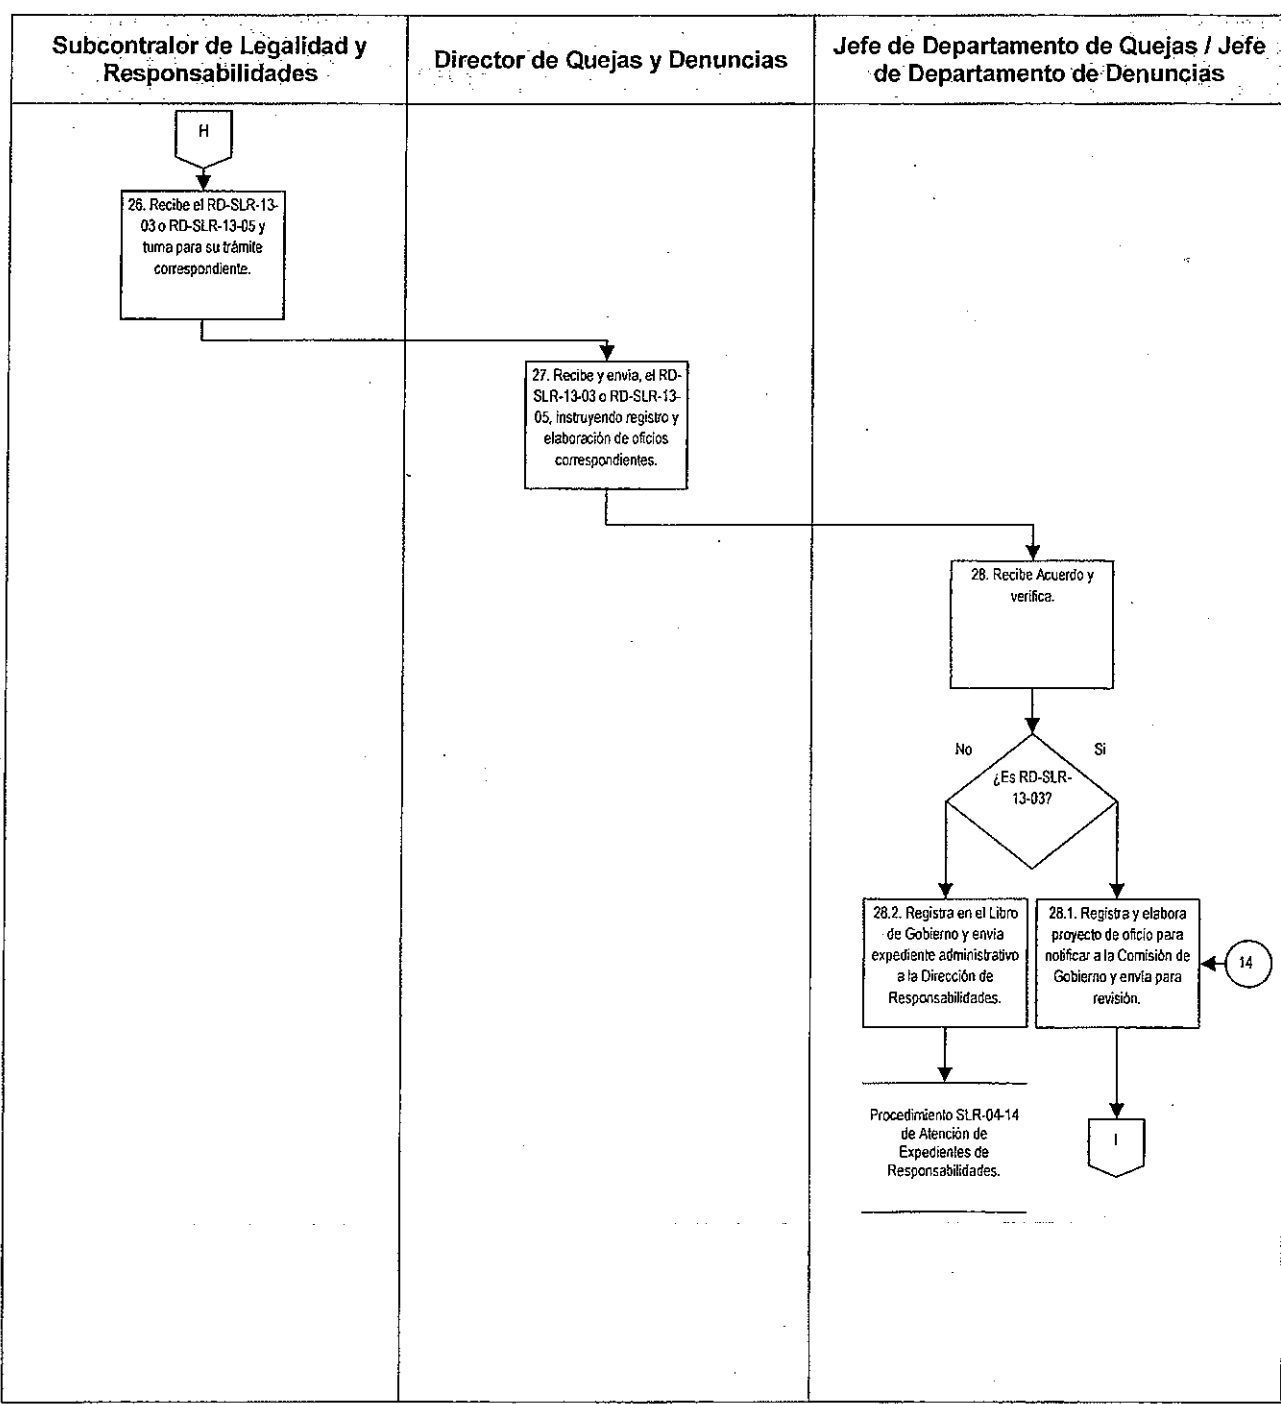 Subcontralor de Legalidad y
Responsabilidades
Director de Quejas y Denuncias
Jefe de Departamento de Quejas / Jefe
de Departamento de Denuncias
H
26. Recibe el RD-SLR-13-
03 o RD-SLR-13-05 y
turna para su trámite
correspondiente.
27. Recibe y envia, el RD-
SLR-13-03 o RD-SLR-13-
05, instruyendo registro y
elaboración de oficios
correspondientes.
28. Recibe Acuerdo y
verifica.
No
Si
¿Es RD-SLR-
13-03?
28.2. Registra en el Libro
de Gobierno y envia
expediente administrativo
a la Dirección de
Responsabilidades.
28.1. Registra y elabora
proyecto de oficio para
notificar a la Comisión de
Gobierno y envía para
revisión.
14
Procedimiento SLR-04-14
de Atención de
Expedientes de
Responsabilidades.
I